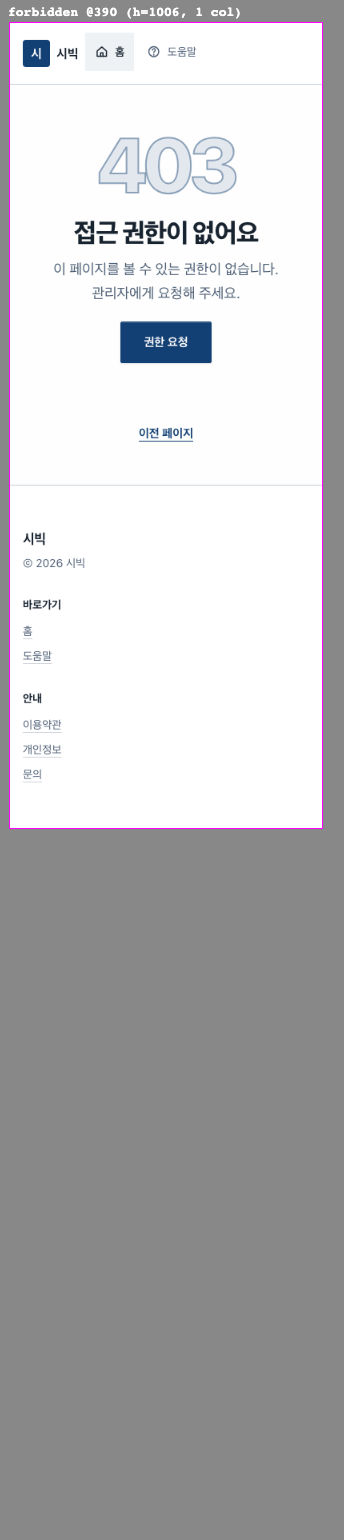 forbidden @390 (h=1006, 1 col)
시 시빅 홈 도움말
403
접근 권한이 없어요
이 페이지를 볼 수 있는 권한이 없습니다.
관리자에게 요청해 주세요.
권한 요청
이전 페이지
시빅
© 2026 시빅
바로가기
홈
도움말
안내
이용약관
개인정보
문의